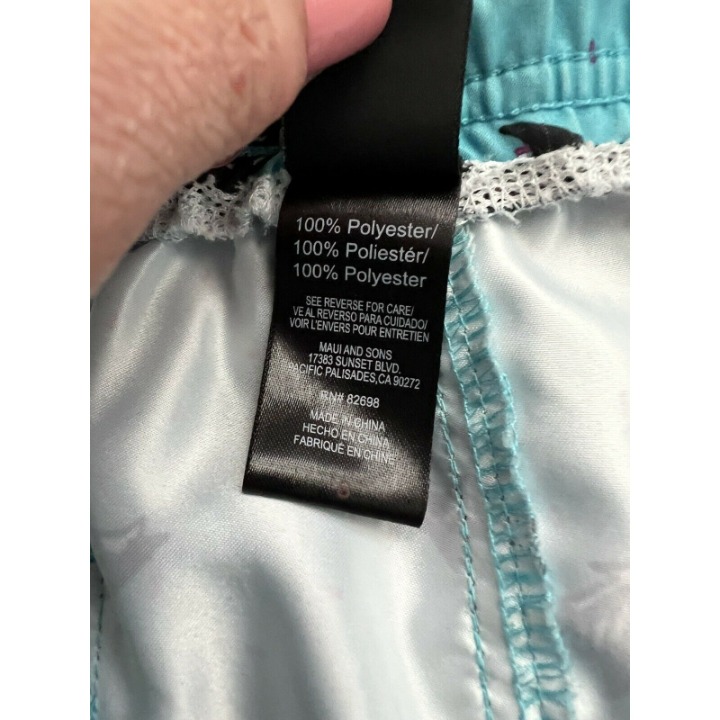 100% Polyester/
100% Poliestér/
100% Polyester
SEE REVERSE FOR CARE/
VE AL REVERSO PARA CUIDADO/
VOIR L'ENVERS POUR ENTRETIEN
MAUI AND SONS
17383 SUNSET BLVD.
PACIFIC PALISADES,CA 90272
RN# 82698
MADE IN CHINA
HECHO EN CHINA
FABRIQUÉ EN CHINE